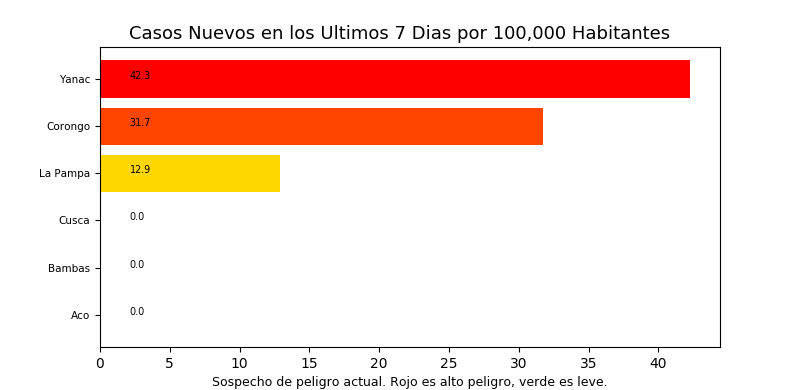 Casos Nuevos en los Ultimos 7 Dias por 100,000 Habitantes
Yanac 42.3
Corongo 31.7
La Pampa 12.9
Cusca 0.0
Bambas 0.0
Aco 0.0
0 5 10 15 20 25 30 35 40
Sospecho de peligro actual. Rojo es alto peligro, verde es leve.